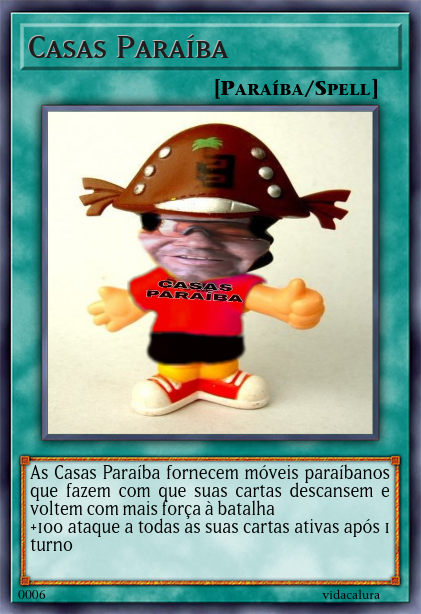 Casas Paraíba
[Paraíba/Spell]
CASAS
PARAÍBA
As Casas Paraíba fornecem móveis paraíbanos
que fazem com que suas cartas descansem e
voltem com mais força à batalha
+100 ataque a todas as suas cartas ativas após 1
turno
0006
vidacalura